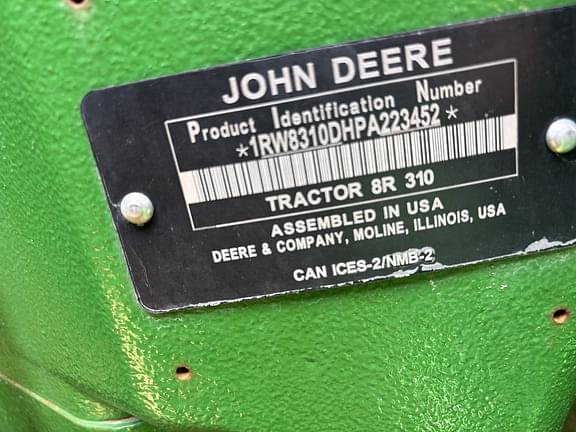 JOHN DEERE
Product Identification Number
*1RW8310DHPA223452*
TRACTOR 8R 310
ASSEMBLED IN USA
DEERE & COMPANY, MOLINE, ILLINOIS, USA
CAN ICES-2/NMB-2